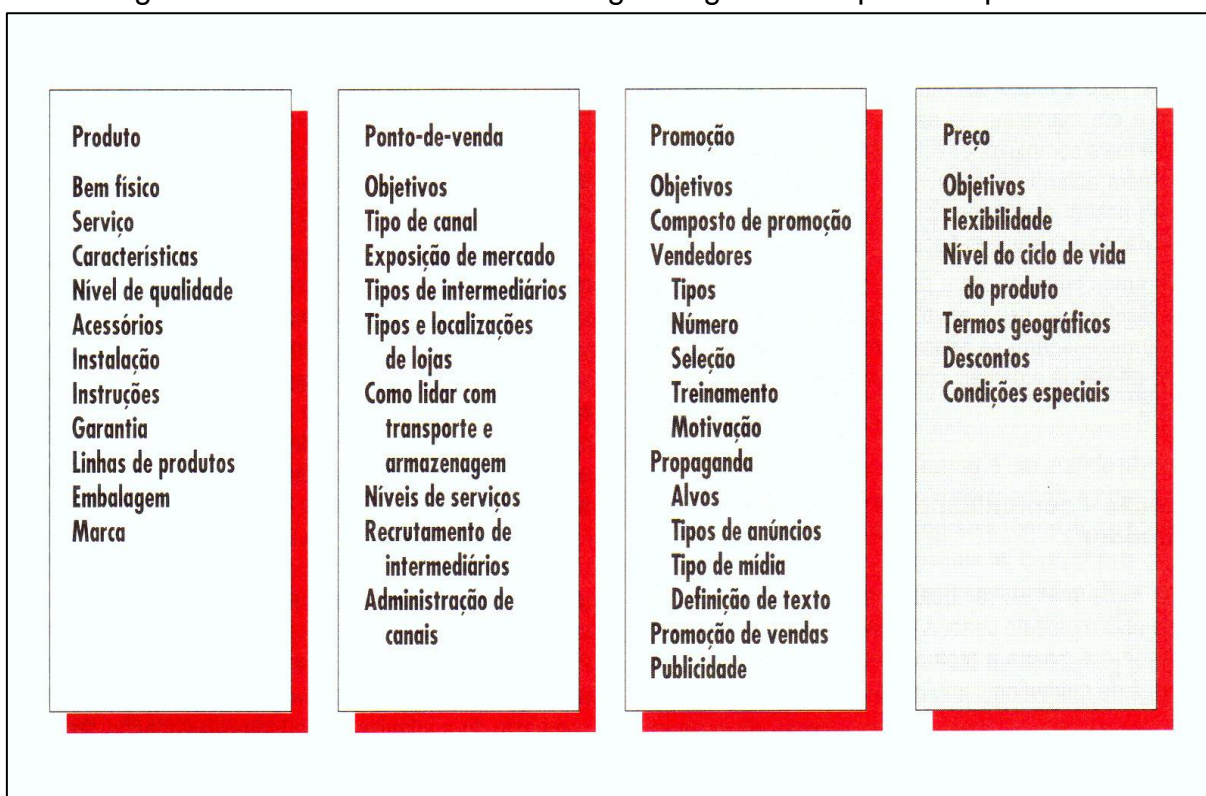 Produto
Bem físico
Serviço
Características
Nível de qualidade
Acessórios
Instalação
Instruções
Garantia
Linhas de produtos
Embalagem
Marca
Ponto-de-venda
Objetivos
Tipo de canal
Exposição de mercado
Tipos de intermediários
Tipos e localizações
de lojas
Como lidar com
transporte e
armazenagem
Níveis de serviços
Recrutamento de
intermediários
Administração de
canais
Promoção
Objetivos
Composto de promoção
Vendedores
Tipos
Número
Seleção
Treinamento
Motivação
Propaganda
Alvos
Tipos de anúncios
Tipo de mídia
Definição de texto
Promoção de vendas
Publicidade
Preço
Objetivos
Flexibilidade
Nível do ciclo de vida
do produto
Termos geográficos
Descontos
Condições especiais